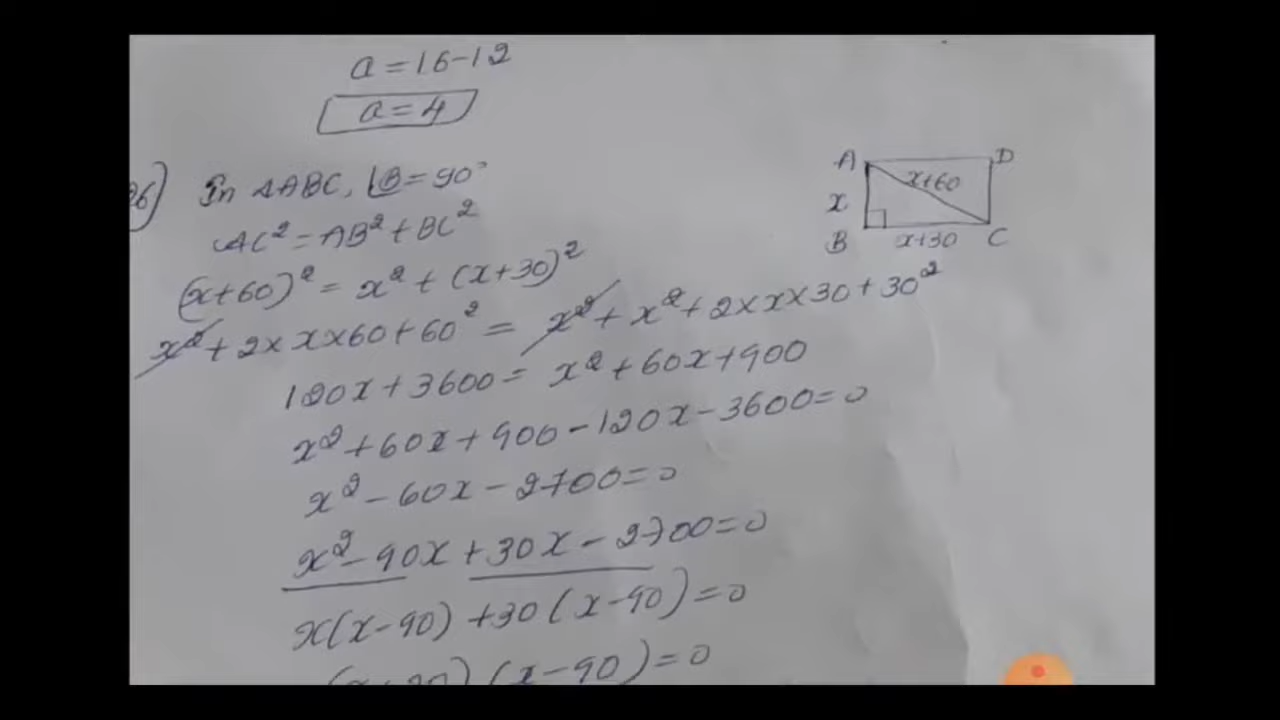 a = 16-12
a = 4
36) In ΔABC, ∠B = 90°
AC² = AB² + BC²
(x+60)² = x² + (x+30)²
x² + 2×x×60+60² = x² + x² + 2×x×30+30²
120x + 3600 = x² + 60x + 900
x² + 60x + 900 - 120x - 3600 = 0
x² - 60x - 2700 = 0
x² - 90x + 30x - 2700 = 0
x(x-90) + 30(x-90) = 0
(x-90) = 0
A D
x+60
x
B x+30 C